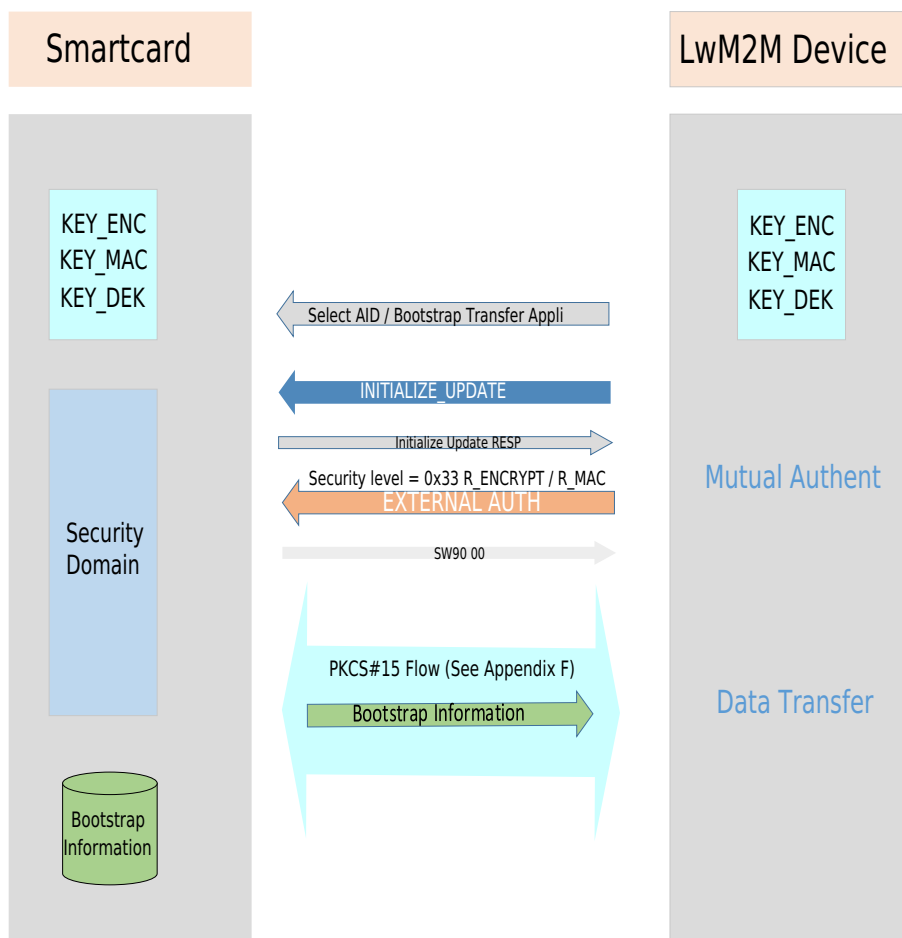 Smartcard
LwM2M Device
KEY_ENC
KEY_MAC
KEY_DEK
KEY_ENC
KEY_MAC
KEY_DEK
Select AID / Bootstrap Transfer Appli
INITIALIZE_UPDATE
Initialize Update RESP
Security level = 0x33 R_ENCRYPT / R_MAC
EXTERNAL AUTH
SW90 00
Mutual Authent
Security
Domain
PKCS#15 Flow (See Appendix F)
Bootstrap Information
Data Transfer
Bootstrap
Information